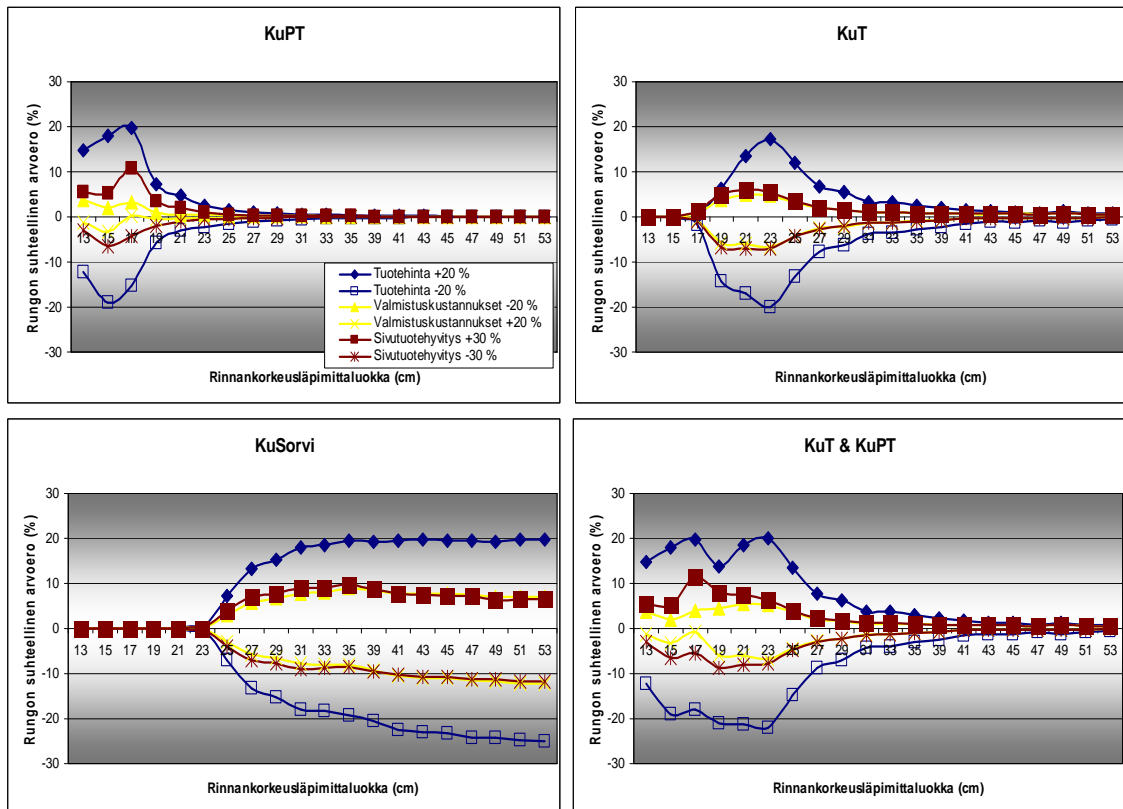 KuPT
Rungon suhteellinen arvoero (%)
30
20
10
0
-10
-20
-30
13 15 17 19 21 23 25 27 29 31 33 35 39 41 43 45 47 49 51 53
Tuotehinta +20 %
Tuotehinta -20 %
Valmistuskustannukset -20 %
Valmistuskustannukset +20 %
Sivutuotehyvitys +30 %
Sivutuotehyvitys -30 %
Rinnankorkeusläpimittaluokka (cm)
KuT
Rungon suhteellinen arvoero (%)
30
20
10
0
-10
-20
-30
13 15 17 19 21 23 25 27 29 31 33 35 39 41 43 45 47 49 51 53
Rinnankorkeusläpimittaluokka (cm)
KuSorvi
Rungon suhteellinen arvoero (%)
30
20
10
0
-10
-20
-30
13 15 17 19 21 23 25 27 29 31 33 35 39 41 43 45 47 49 51 53
Rinnankorkeusläpimittaluokka (cm)
KuT & KuPT
Rungon suhteellinen arvoero (%)
30
20
10
0
-10
-20
-30
13 15 17 19 21 23 25 27 29 31 33 35 39 41 43 45 47 49 51 53
Rinnankorkeusläpimittaluokka (cm)